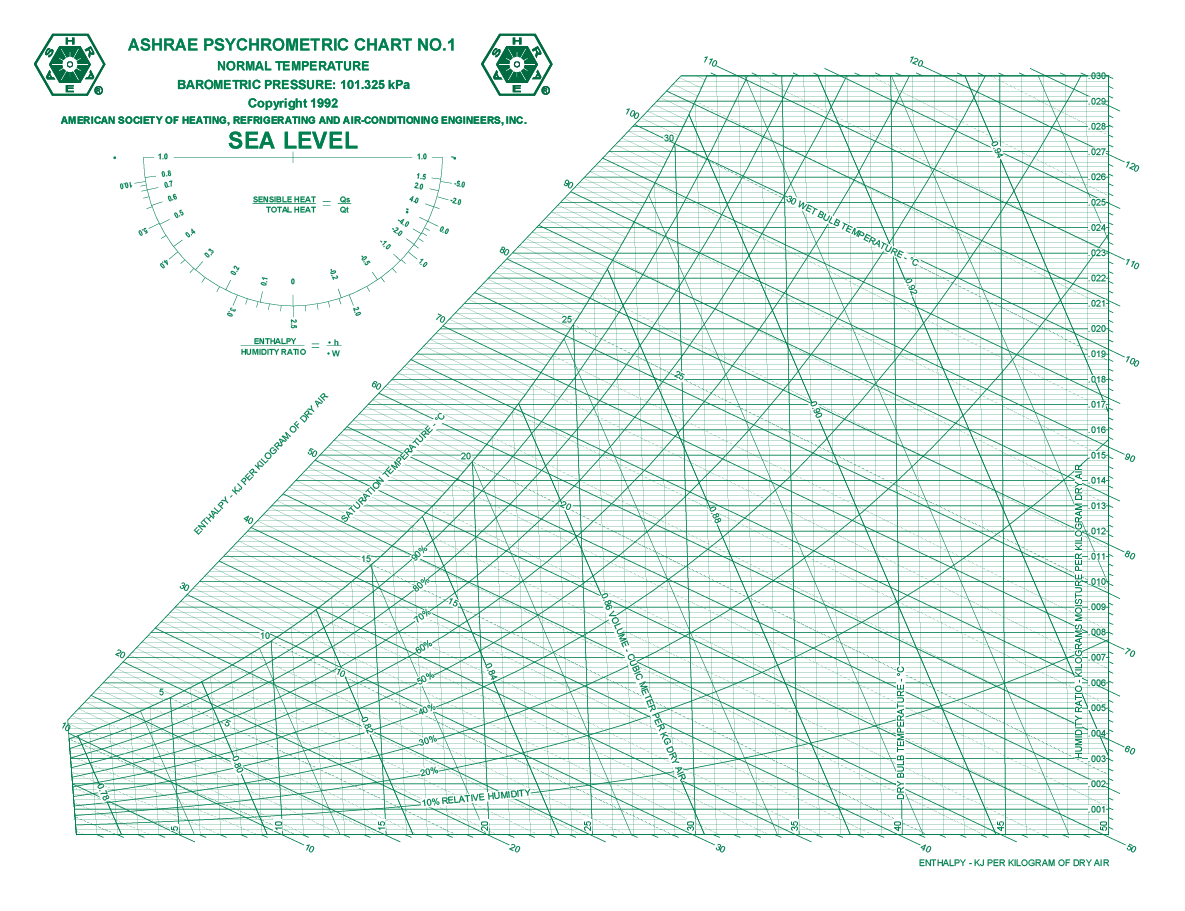 ASHRAE PSYCHROMETRIC CHART NO.1
NORMAL TEMPERATURE
BAROMETRIC PRESSURE: 101.325 kPa
Copyright 1992
AMERICAN SOCIETY OF HEATING, REFRIGERATING AND AIR-CONDITIONING ENGINEERS, INC.
SEA LEVEL
S H R A E A ®
S H R A E A ®
1.0 1.0
0.8 0.7 0.6 0.5 0.4 0.3 0.2 0.1 0 -0.2 -0.5 -1.0 -2.0 -4.0 4.0 2.0 1.5
10.0 5.0 4.0 3.0 2.5 2.0 1.0 0.0 -2.0 -5.0
SENSIBLE HEAT = Qs
TOTAL HEAT = Qt
ENTHALPY = • h
HUMIDITY RATIO • W
ENTHALPY - KJ PER KILOGRAM OF DRY AIR
SATURATION TEMPERATURE - °C
10 20 30 40 50 60 70 80 90 100 110 120
5 10 15 20 25 30
5 10 15 20 25
30 WET BULB TEMPERATURE - °C
90%
80%
70%
60%
50%
40%
30%
20%
10% RELATIVE HUMIDITY
0.78
0.80
0.82
0.84
0.86 VOLUME - CUBIC METER PER KG DRY AIR
0.88
0.90
0.92
0.94
DRY BULB TEMPERATURE - °C
HUMIDITY RATIO - KILOGRAMS MOISTURE PER KILOGRAM DRY AIR
.030
.029
.028
.027
.026
.025
.024
.023
.022
.021
.020
.019
.018
.017
.016
.015
.014
.013
.012
.011
.010
.009
.008
.007
.006
.005
.004
.003
.002
.001
120
110
100
90
80
70
60
5 10 15 20 25 30 35 40 45 50
10 20 30 40 50
ENTHALPY - KJ PER KILOGRAM OF DRY AIR